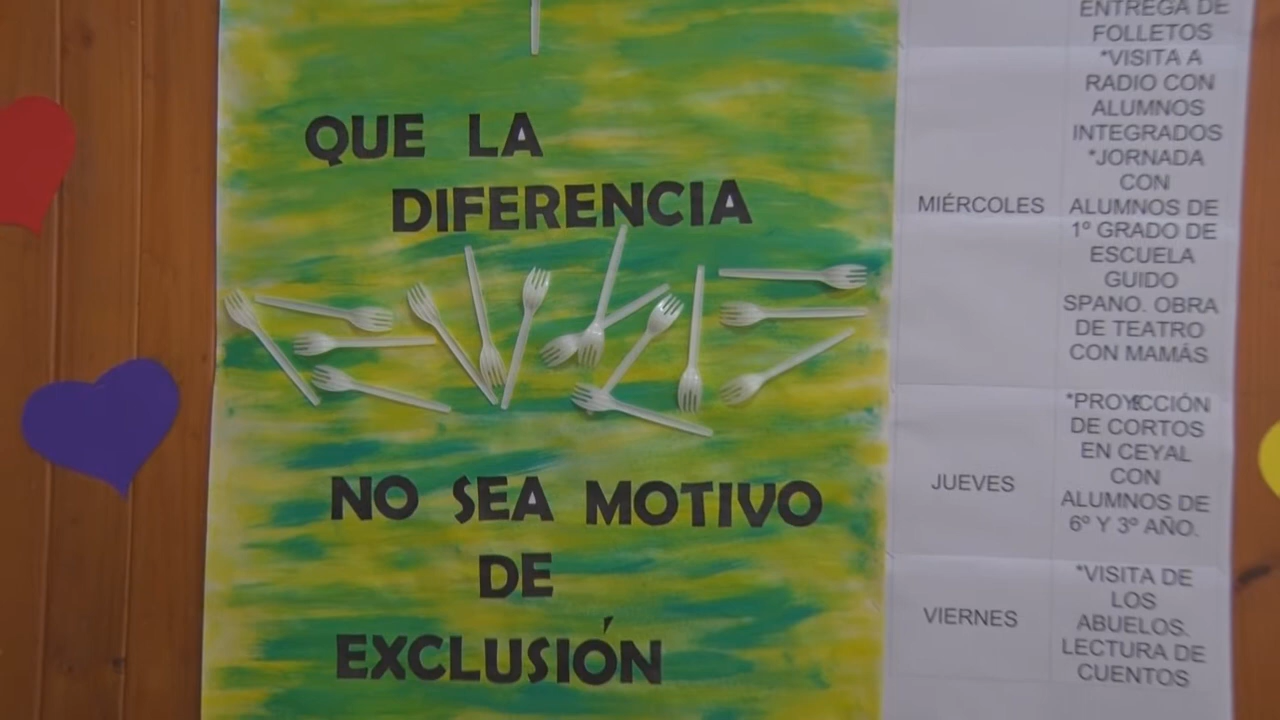 QUE LA
DIFERENCIA
NO SEA MOTIVO
DE
EXCLUSIÓN
ENTREGA DE
FOLLETOS
MIÉRCOLES
*VISITA A
RADIO CON
ALUMNOS
INTEGRADOS
*JORNADA
CON
ALUMNOS DE
1º GRADO DE
ESCUELA
GUIDO
SPANO. OBRA
DE TEATRO
CON MAMÁS
JUEVES
DE CORTOS
EN CEYAL
CON
ALUMNOS DE
6º Y 3º AÑO.
VIERNES
*VISITA DE
LOS
ABUELOS.
LECTURA DE
CUENTOS